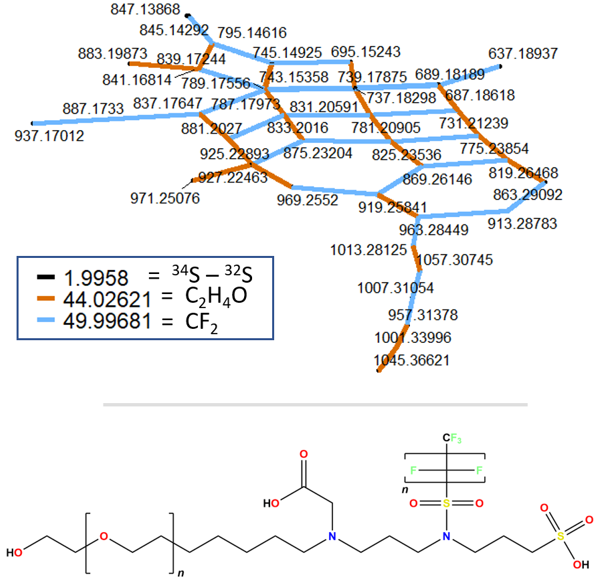 847.13868
845.14292
795.14616
883.19873
839.17244
745.14925
695.15243
637.18937
841.16814
789.17556
743.15358
739.17875
689.18189
887.1733
837.17647
787.17973
831.20591
737.18298
687.18618
937.17012
881.2027
833.2016
781.20905
731.21239
925.22893
875.23204
825.23536
775.23854
927.22463
869.26146
819.26468
971.25076
969.2552
919.25841
863.29092
963.28449
913.28783
1013.28125
1057.30745
1007.31054
957.31378
1001.33996
1045.36621
1.9958 = ³⁴S – ³²S
44.02621 = C₂H₄O
49.99681 = CF₂
CF₃
F F
n
O
HO
O S O
O
HO
O
n
N
N
S
O
O
OH